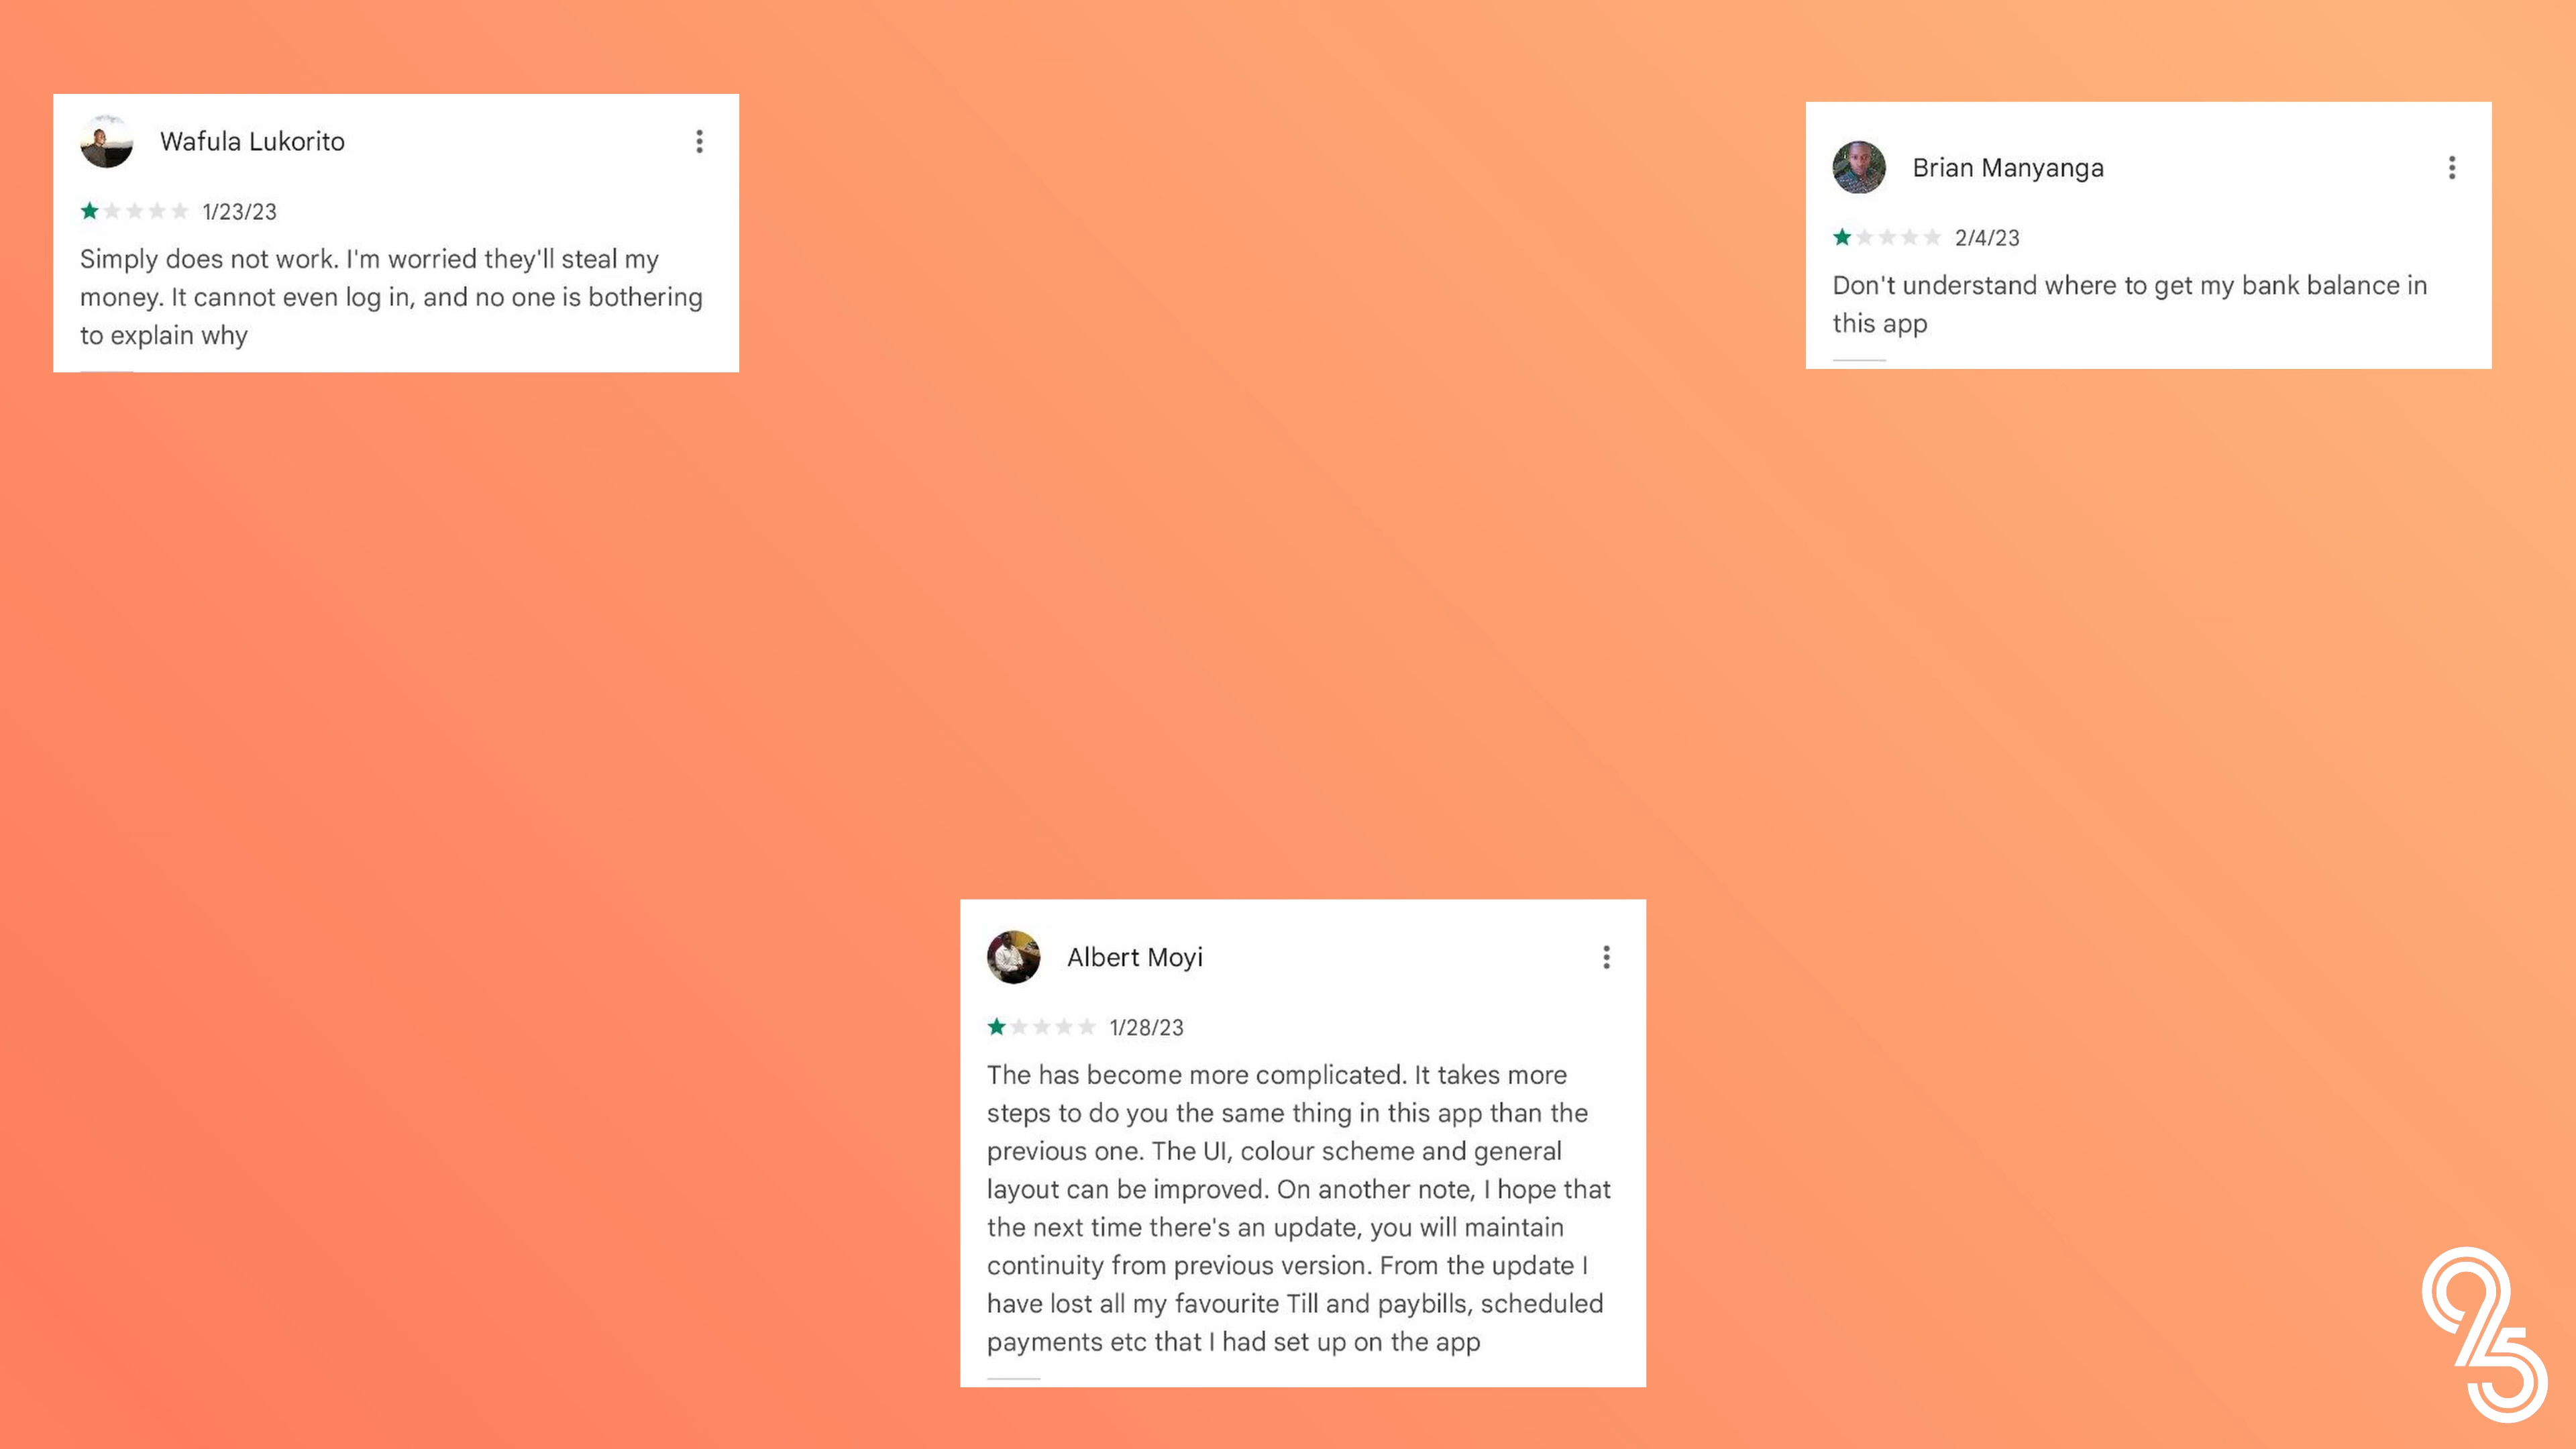 Wafula Lukorito
1/23/23
Simply does not work. I'm worried they'll steal my
money. It cannot even log in, and no one is bothering
to explain why
Brian Manyanga
2/4/23
Don't understand where to get my bank balance in
this app
Albert Moyi
1/28/23
The has become more complicated. It takes more
steps to do you the same thing in this app than the
previous one. The UI, colour scheme and general
layout can be improved. On another note, I hope that
the next time there's an update, you will maintain
continuity from previous version. From the update I
have lost all my favourite Till and paybills, scheduled
payments etc that I had set up on the app
95